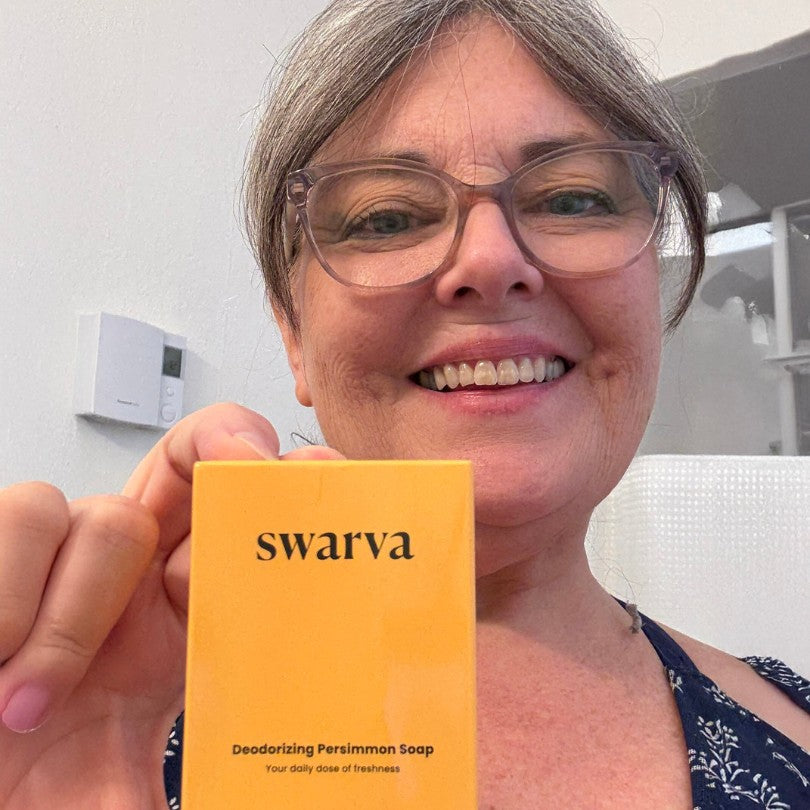 swarva
Deodorizing Persimmon Soap
Your daily dose of freshness